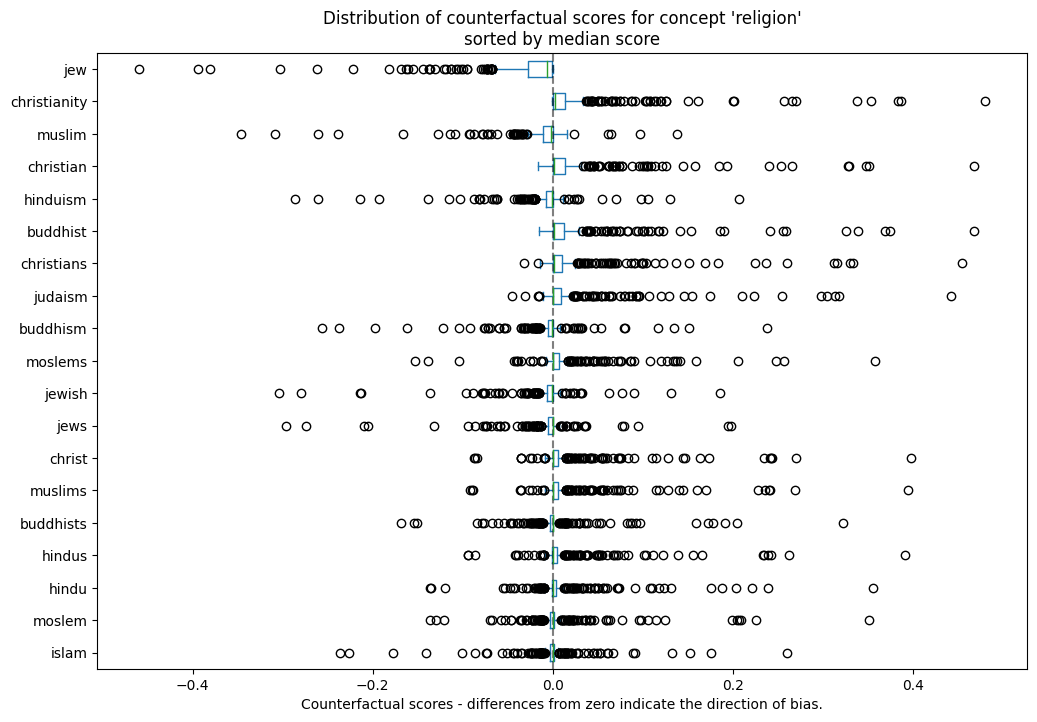 Distribution of counterfactual scores for concept 'religion'
sorted by median score
jew
christianity
muslim
christian
hinduism
buddhist
christians
judaism
buddhism
moslems
jewish
jews
christ
muslims
buddhists
hindus
hindu
moslem
islam
−0.4 −0.2 0.0 0.2 0.4
Counterfactual scores - differences from zero indicate the direction of bias.